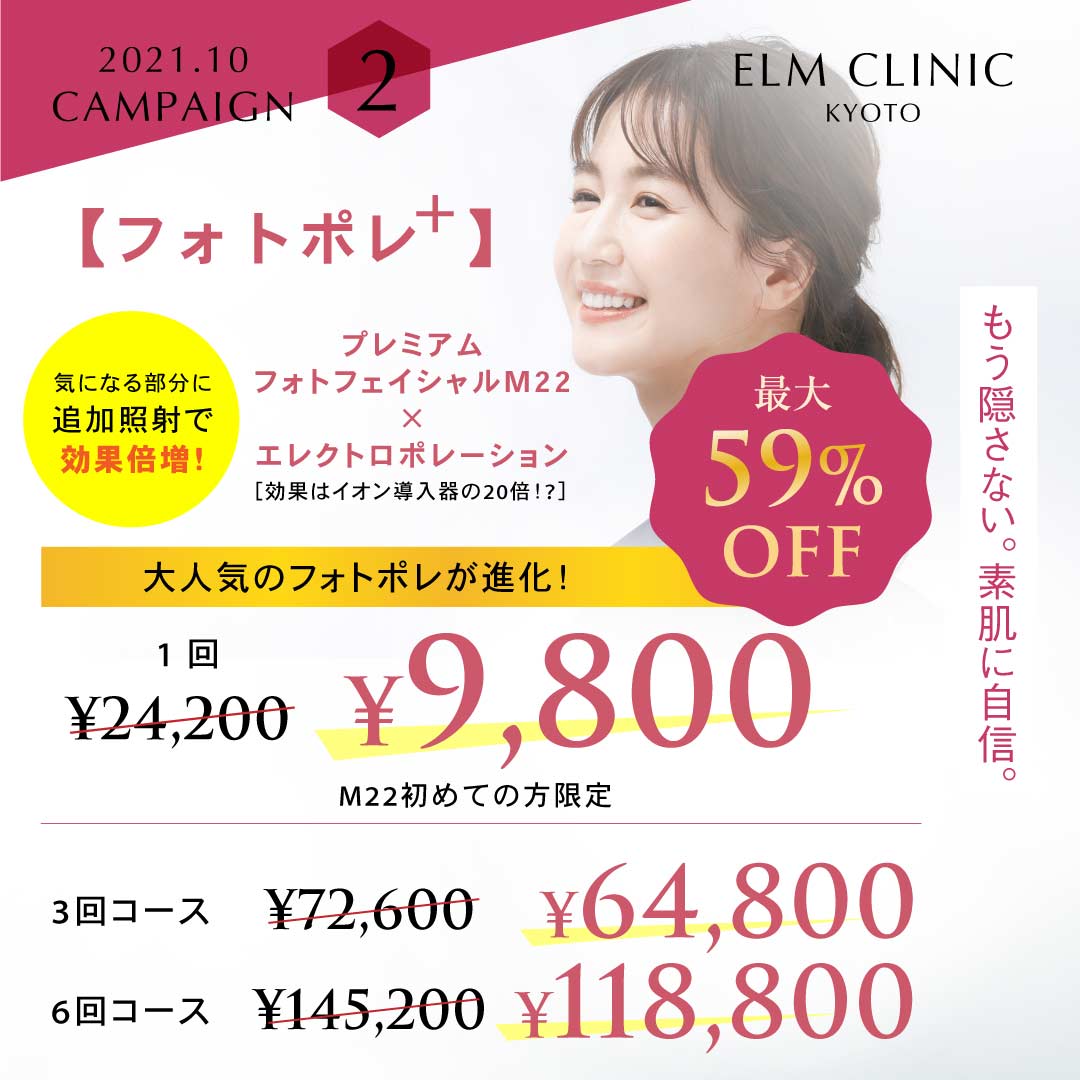 2021.10
CAMPAIGN
2
ELM CLINIC
KYOTO
【フォトポレ+】
気になる部分に
追加照射で
効果倍増!
プレミアム
フォトフェイシャルM22
×
エレクトロポレーション
[効果はイオン導入器の20倍!?]
最大
59%
OFF
もう隠さない。素肌に自信。
大人気のフォトポレが進化!
1回
¥24,200
¥9,800
M22初めての方限定
3回コース ¥72,600 ¥64,800
6回コース ¥145,200 ¥118,800